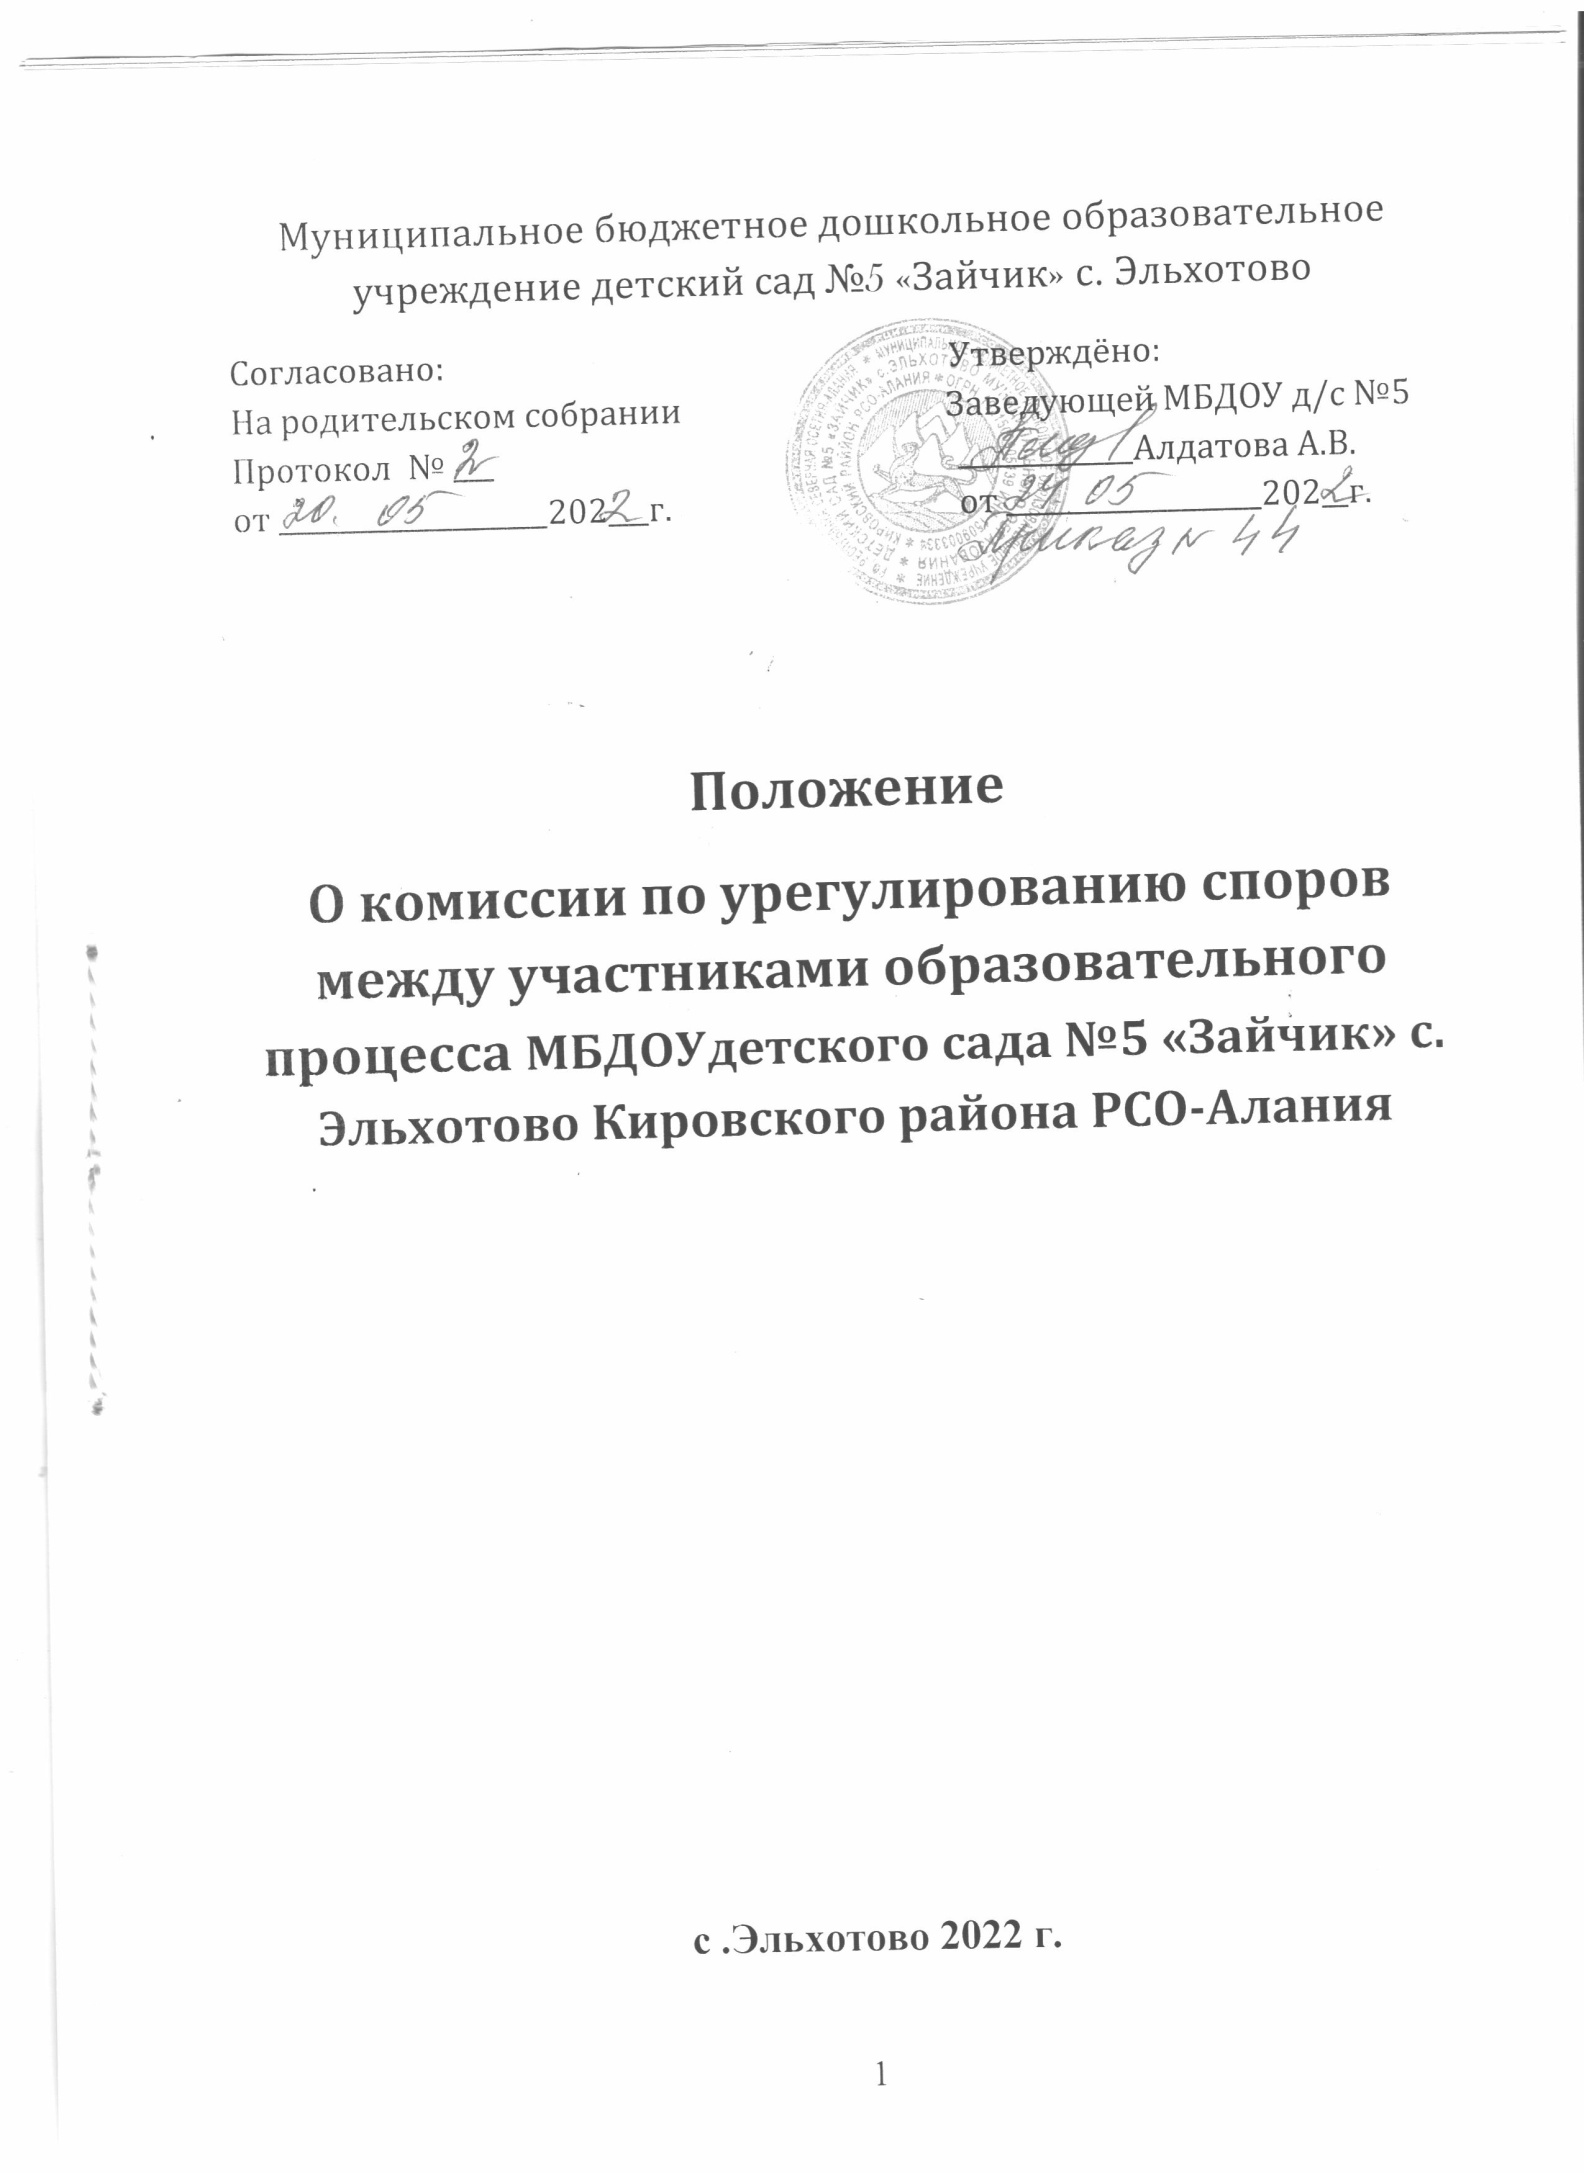 Муниципальное бюджетное дошкольное образовательное
учреждение детский сад №5 «Зайчик» с. Эльхотово
Согласовано:
На родительском собрании
Протокол № 2
от 20. 05 2022 г.
Утверждёно:
Заведующей МБДОУ д/с №5
Алдатова А.В.
от 24 05 2022 г.
Приказ № 44
Положение
О комиссии по урегулированию споров
между участниками образовательного
процесса МБДОУдетского сада №5 «Зайчик» с.
Эльхотово Кировского района РСО-Алания
с .Эльхотово 2022 г.
1